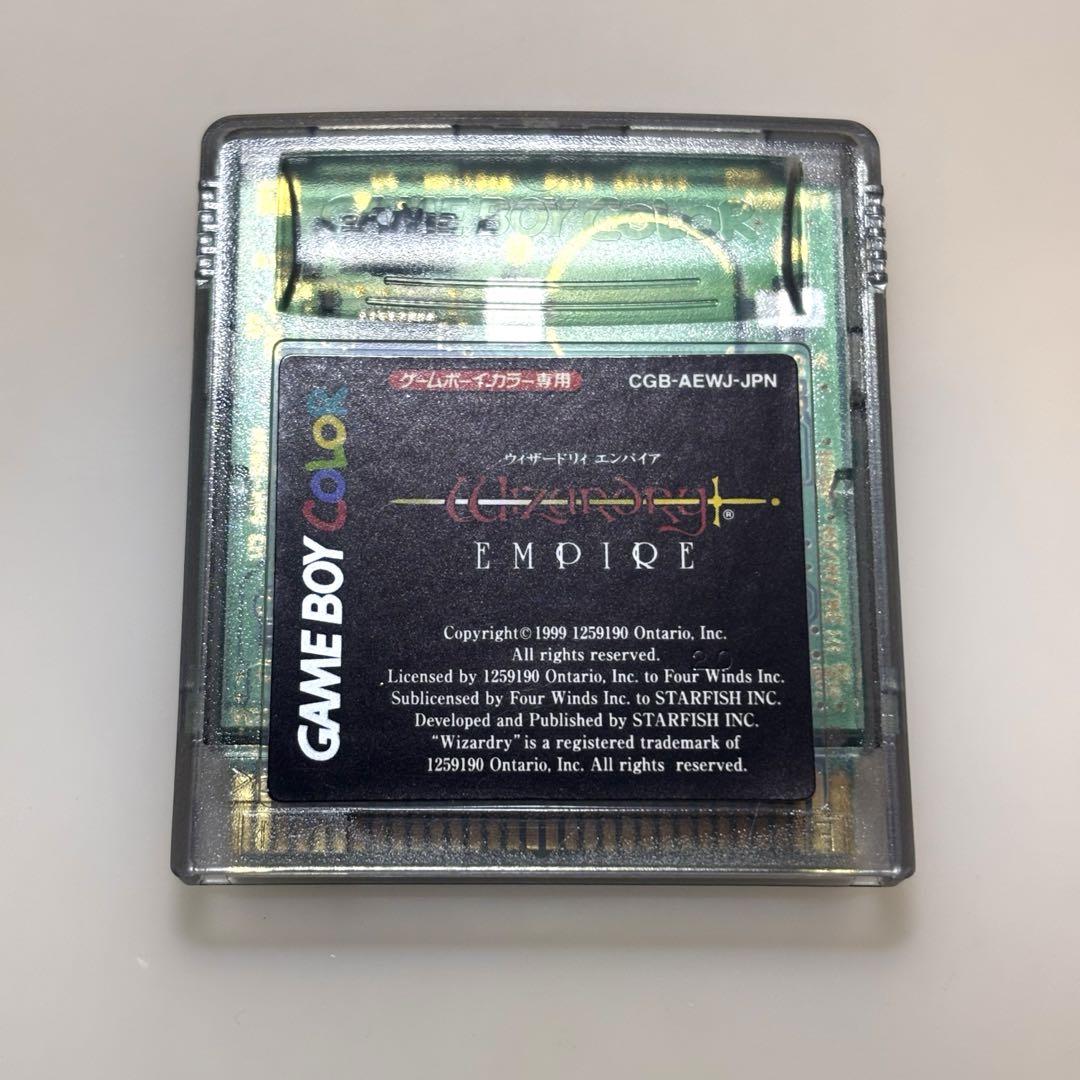 GAME BOY COLOR
GAME BOY COLOR
ゲームボーイカラー専用
CGB-AEWJ-JPN
ウィザードリィ エンパイア
Wizardry®
EMPIRE
Copyright© 1999 1259190 Ontario, Inc.
All rights reserved.
Licensed by 1259190 Ontario, Inc. to Four Winds Inc.
Sublicensed by Four Winds Inc. to STARFISH INC.
Developed and Published by STARFISH INC.
“Wizardry” is a registered trademark of
1259190 Ontario, Inc. All rights reserved.